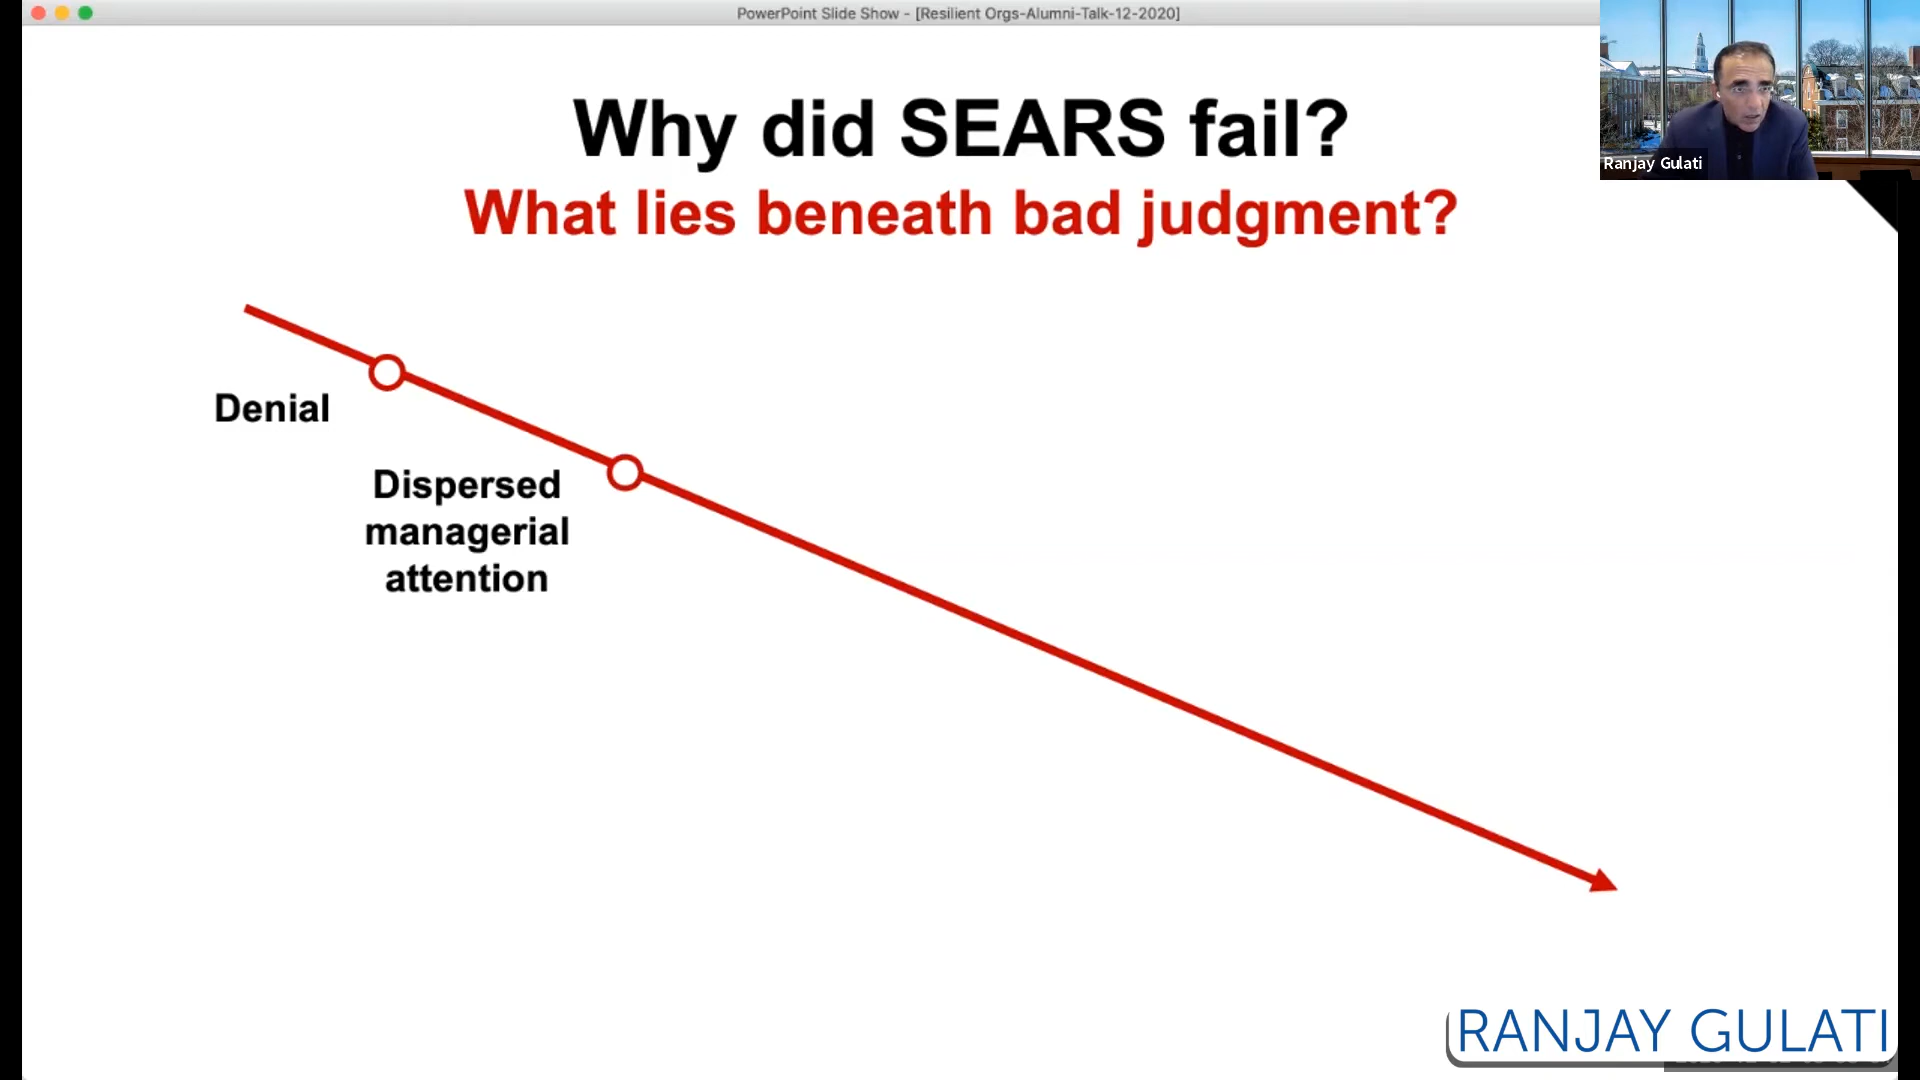 PowerPoint Slide Show - [Resilient Orgs-Alumni-Talk-12-2020]
Ranjay Gulati
Why did SEARS fail?
What lies beneath bad judgment?
Denial
Dispersed
managerial
attention
RANJAY GULATI